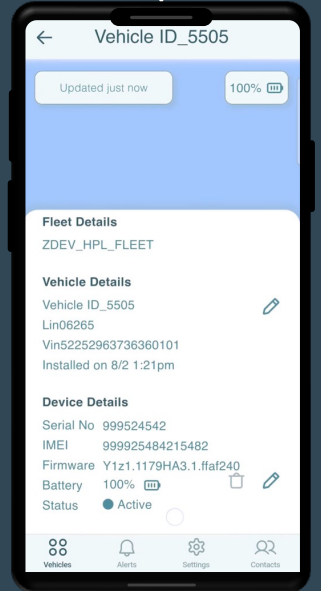 Vehicle ID_5505
Updated just now
100%
Fleet Details
ZDEV_HPL_FLEET
Vehicle Details
Vehicle ID_5505
Lin06265
Vin52252963736360101
Installed on 8/2 1:21pm
Device Details
Serial No 999524542
IMEI 999925484215482
Firmware Y1z1.1179HA3.1.ffaf240
Battery 100%
Status Active
Vehicles Alerts Settings Contacts